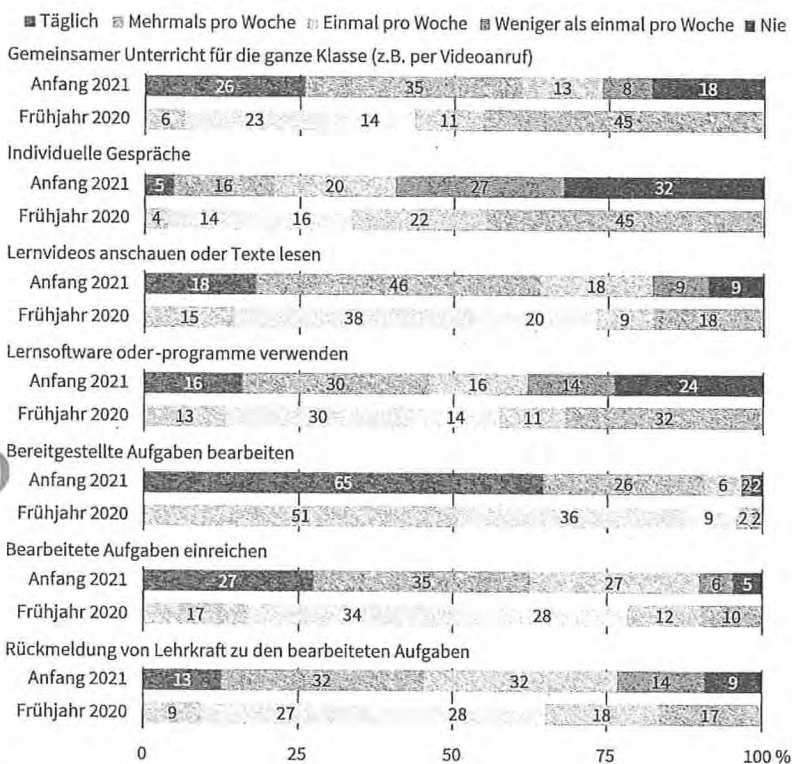 Täglich Mehrmals pro Woche Einmal pro Woche Weniger als einmal pro Woche Nie
Gemeinsamer Unterricht für die ganze Klasse (z.B. per Videoanruf)
Anfang 2021 26 35 13 8 18
Frühjahr 2020 6 23 14 11 45
Individuelle Gespräche
Anfang 2021 5 16 20 27 32
Frühjahr 2020 4 14 16 22 45
Lernvideos anschauen oder Texte lesen
Anfang 2021 18 46 18 9 9
Frühjahr 2020 15 38 20 9 18
Lernsoftware oder-programme verwenden
Anfang 2021 16 30 16 14 24
Frühjahr 2020 13 30 14 11 32
Bereitgestellte Aufgaben bearbeiten
Anfang 2021 65 26 6 2 2
Frühjahr 2020 51 36 9 2 2
Bearbeitete Aufgaben einreichen
Anfang 2021 27 35 27 6 5
Frühjahr 2020 17 34 28 12 10
Rückmeldung von Lehrkraft zu den bearbeiteten Aufgaben
Anfang 2021 13 32 32 14 9
Frühjahr 2020 9 27 28 18 17
0 25 50 75 100 %